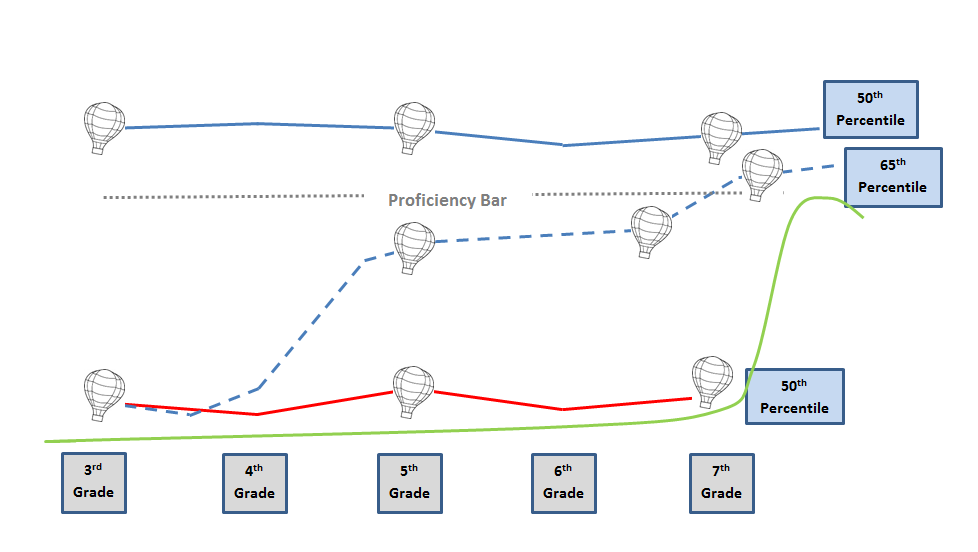 50th
Percentile
65th
Percentile
Proficiency Bar
50th
Percentile
3rd
Grade
4th
Grade
5th
Grade
6th
Grade
7th
Grade